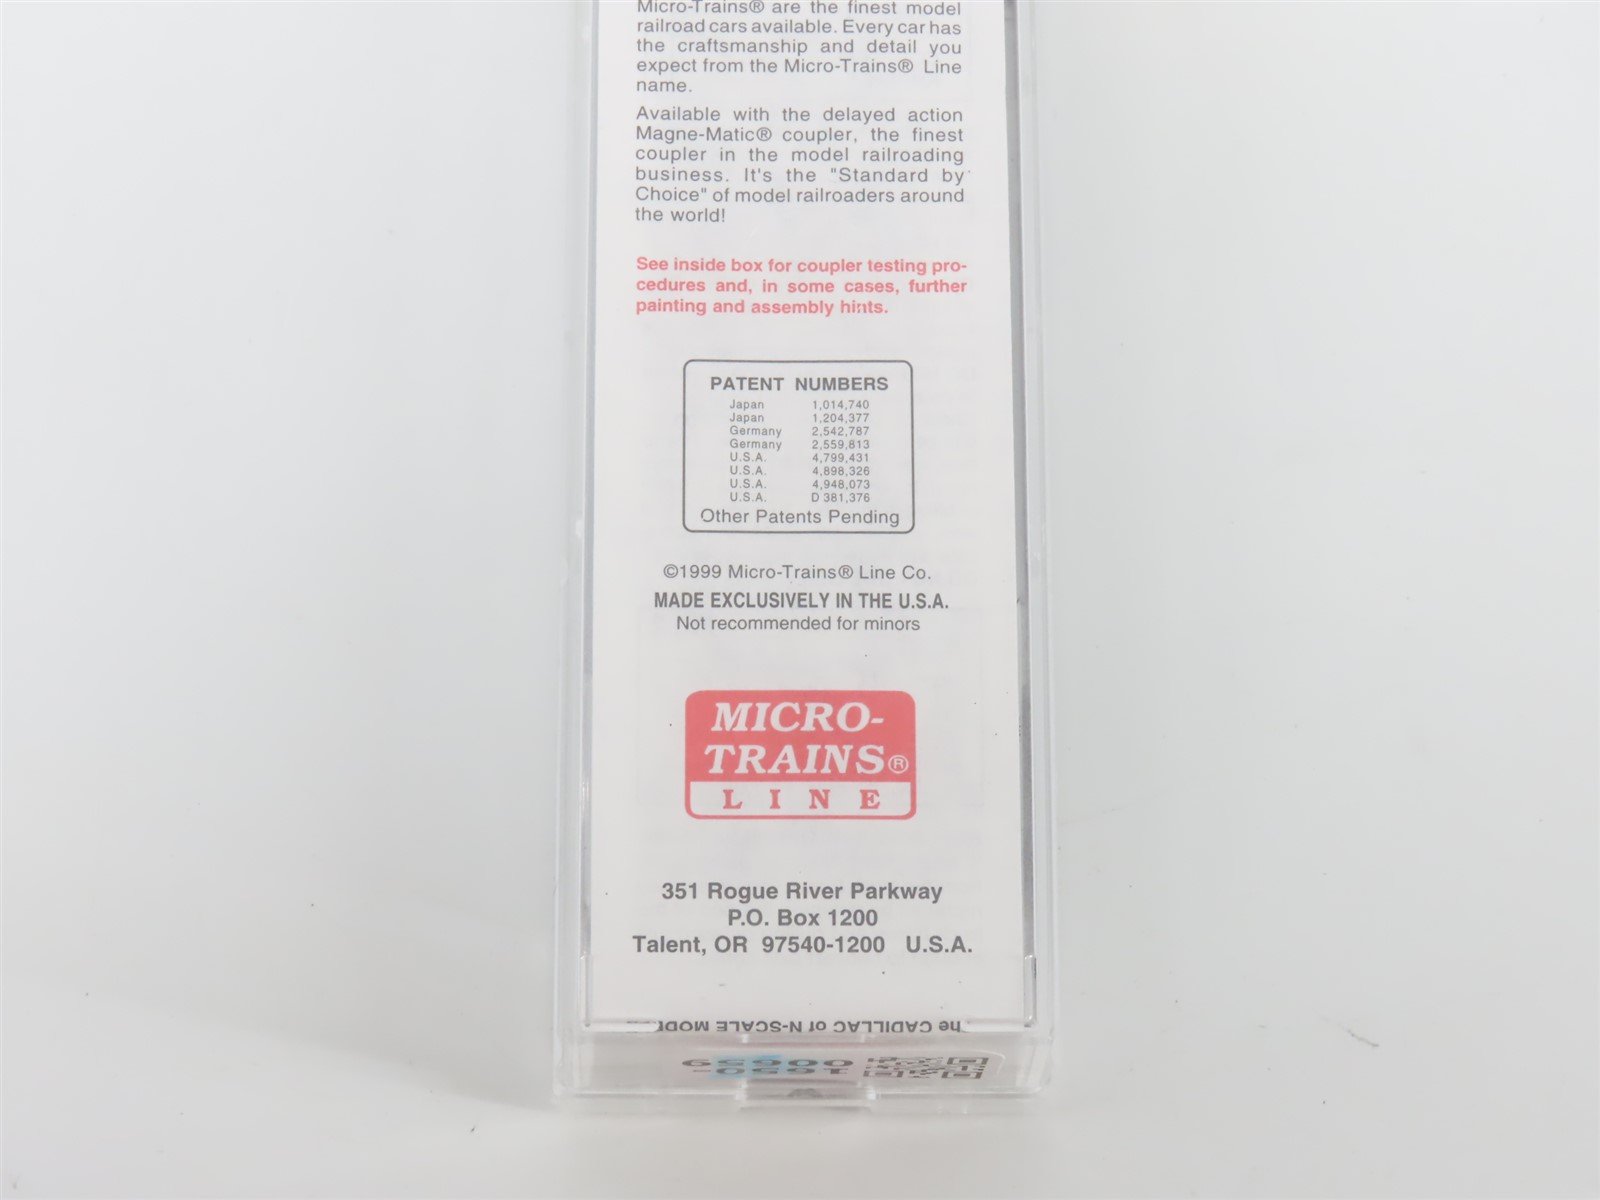 Micro-Trains® are the finest model
railroad cars available. Every car has
the craftsmanship and detail you
expect from the Micro-Trains® Line
name.
Available with the delayed action
Magne-Matic® coupler, the finest
coupler in the model railroading
business. It's the "Standard by
Choice" of model railroaders around
the world!
See inside box for coupler testing pro-
cedures and, in some cases, further
painting and assembly hints.
PATENT NUMBERS
Japan 1,014,740
Japan 1,204,377
Germany 2,542,787
Germany 2,559,813
U.S.A. 4,799,431
U.S.A. 4,898,326
U.S.A. 4,948,073
U.S.A. D 381,376
Other Patents Pending
©1999 Micro-Trains® Line Co.
MADE EXCLUSIVELY IN THE U.S.A.
Not recommended for minors
MICRO-
TRAINS®
LINE
351 Rogue River Parkway
P.O. Box 1200
Talent, OR 97540-1200 U.S.A.
he CADILLAC of N-SCALE